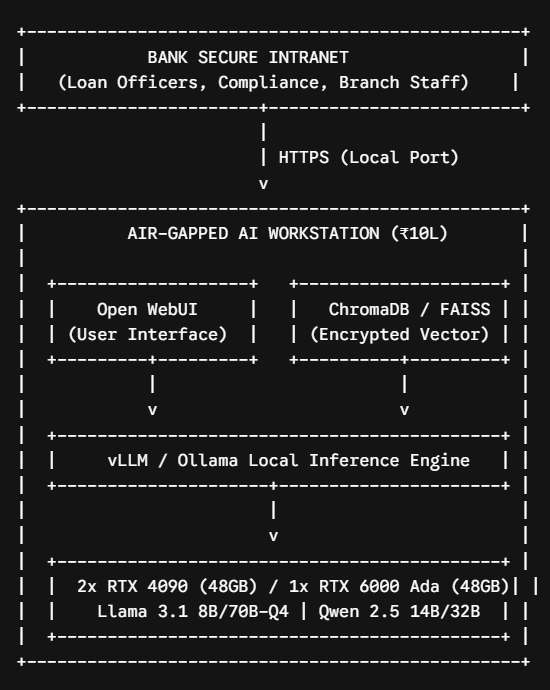 BANK SECURE INTRANET
(Loan Officers, Compliance, Branch Staff)
HTTPS (Local Port)
v
AIR-GAPPED AI WORKSTATION (₹10L)
Open WebUI ChromaDB / FAISS
(User Interface) (Encrypted Vector)
v v
vLLM / Ollama Local Inference Engine
v
2x RTX 4090 (48GB) / 1x RTX 6000 Ada (48GB)
Llama 3.1 8B/70B-Q4 | Qwen 2.5 14B/32B